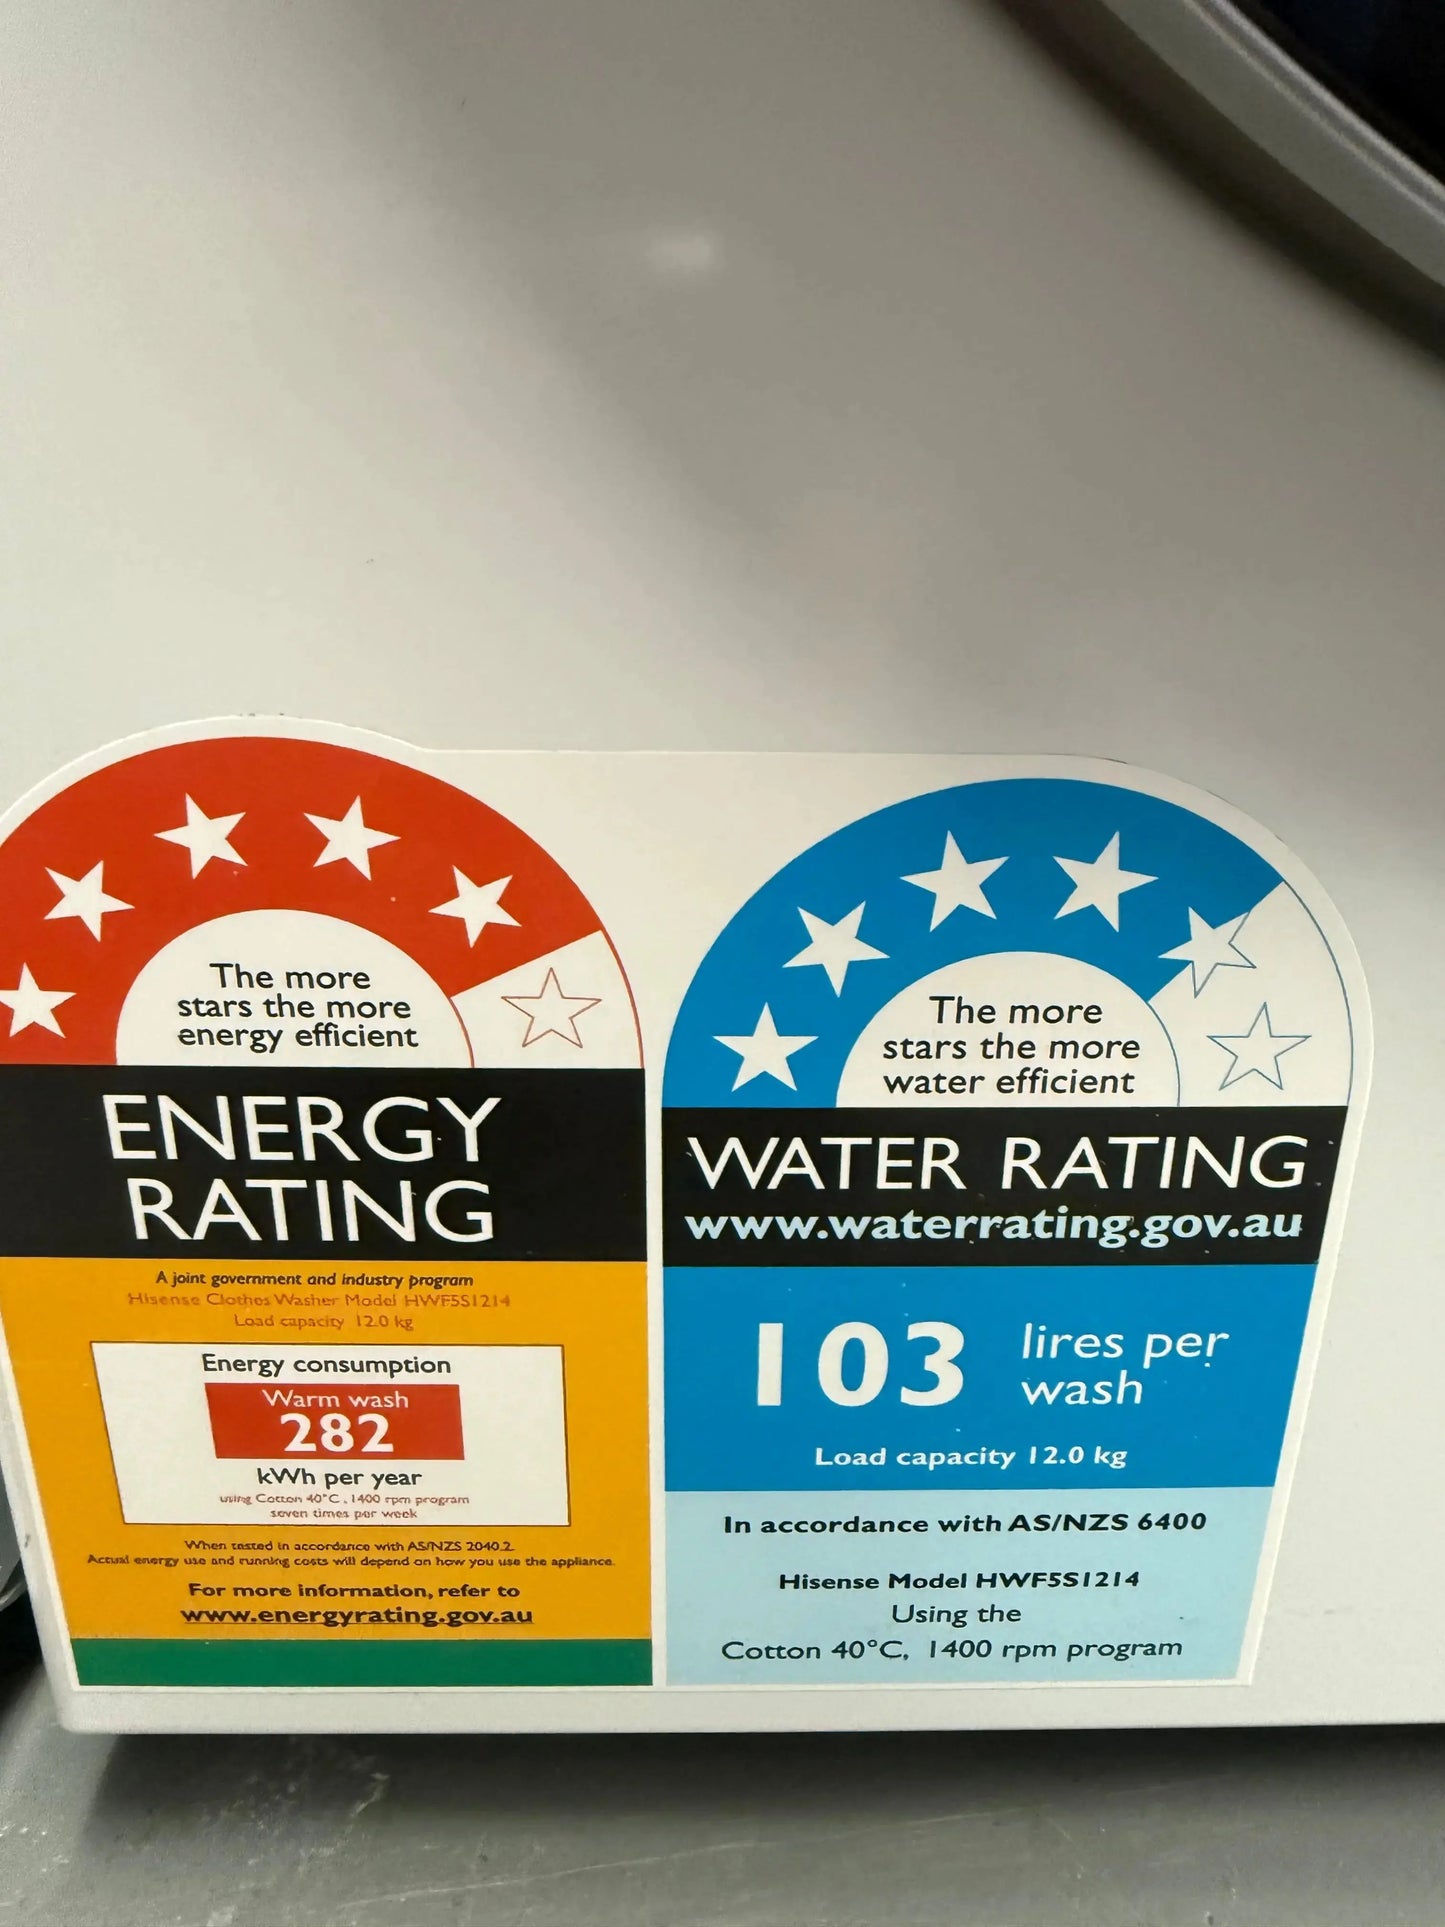 The more
stars the more
energy efficient
ENERGY
RATING
A joint government and industry program
Hisense Clothes Washer Model HWF5S1214
Load capacity 12.0 kg
Energy consumption
Warm wash
282
kWh per year
using Cotton 40°C, 1400 rpm program
seven times per week
When tested in accordance with AS/NZS 2040.2.
Actual energy use and running costs will depend on how you use the appliance.
For more information, refer to
www.energyrating.gov.au
The more
stars the more
water efficient
WATER RATING
www.waterrating.gov.au
103
lires per
wash
Load capacity 12.0 kg
In accordance with AS/NZS 6400
Hisense Model HWF5S1214
Using the
Cotton 40°C, 1400 rpm program